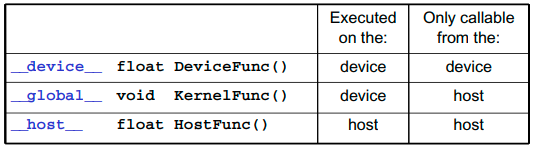 Executed on the:
Only callable from the:
__device__ float DeviceFunc() device device
__global__ void KernelFunc() device host
__host__ float HostFunc() host host